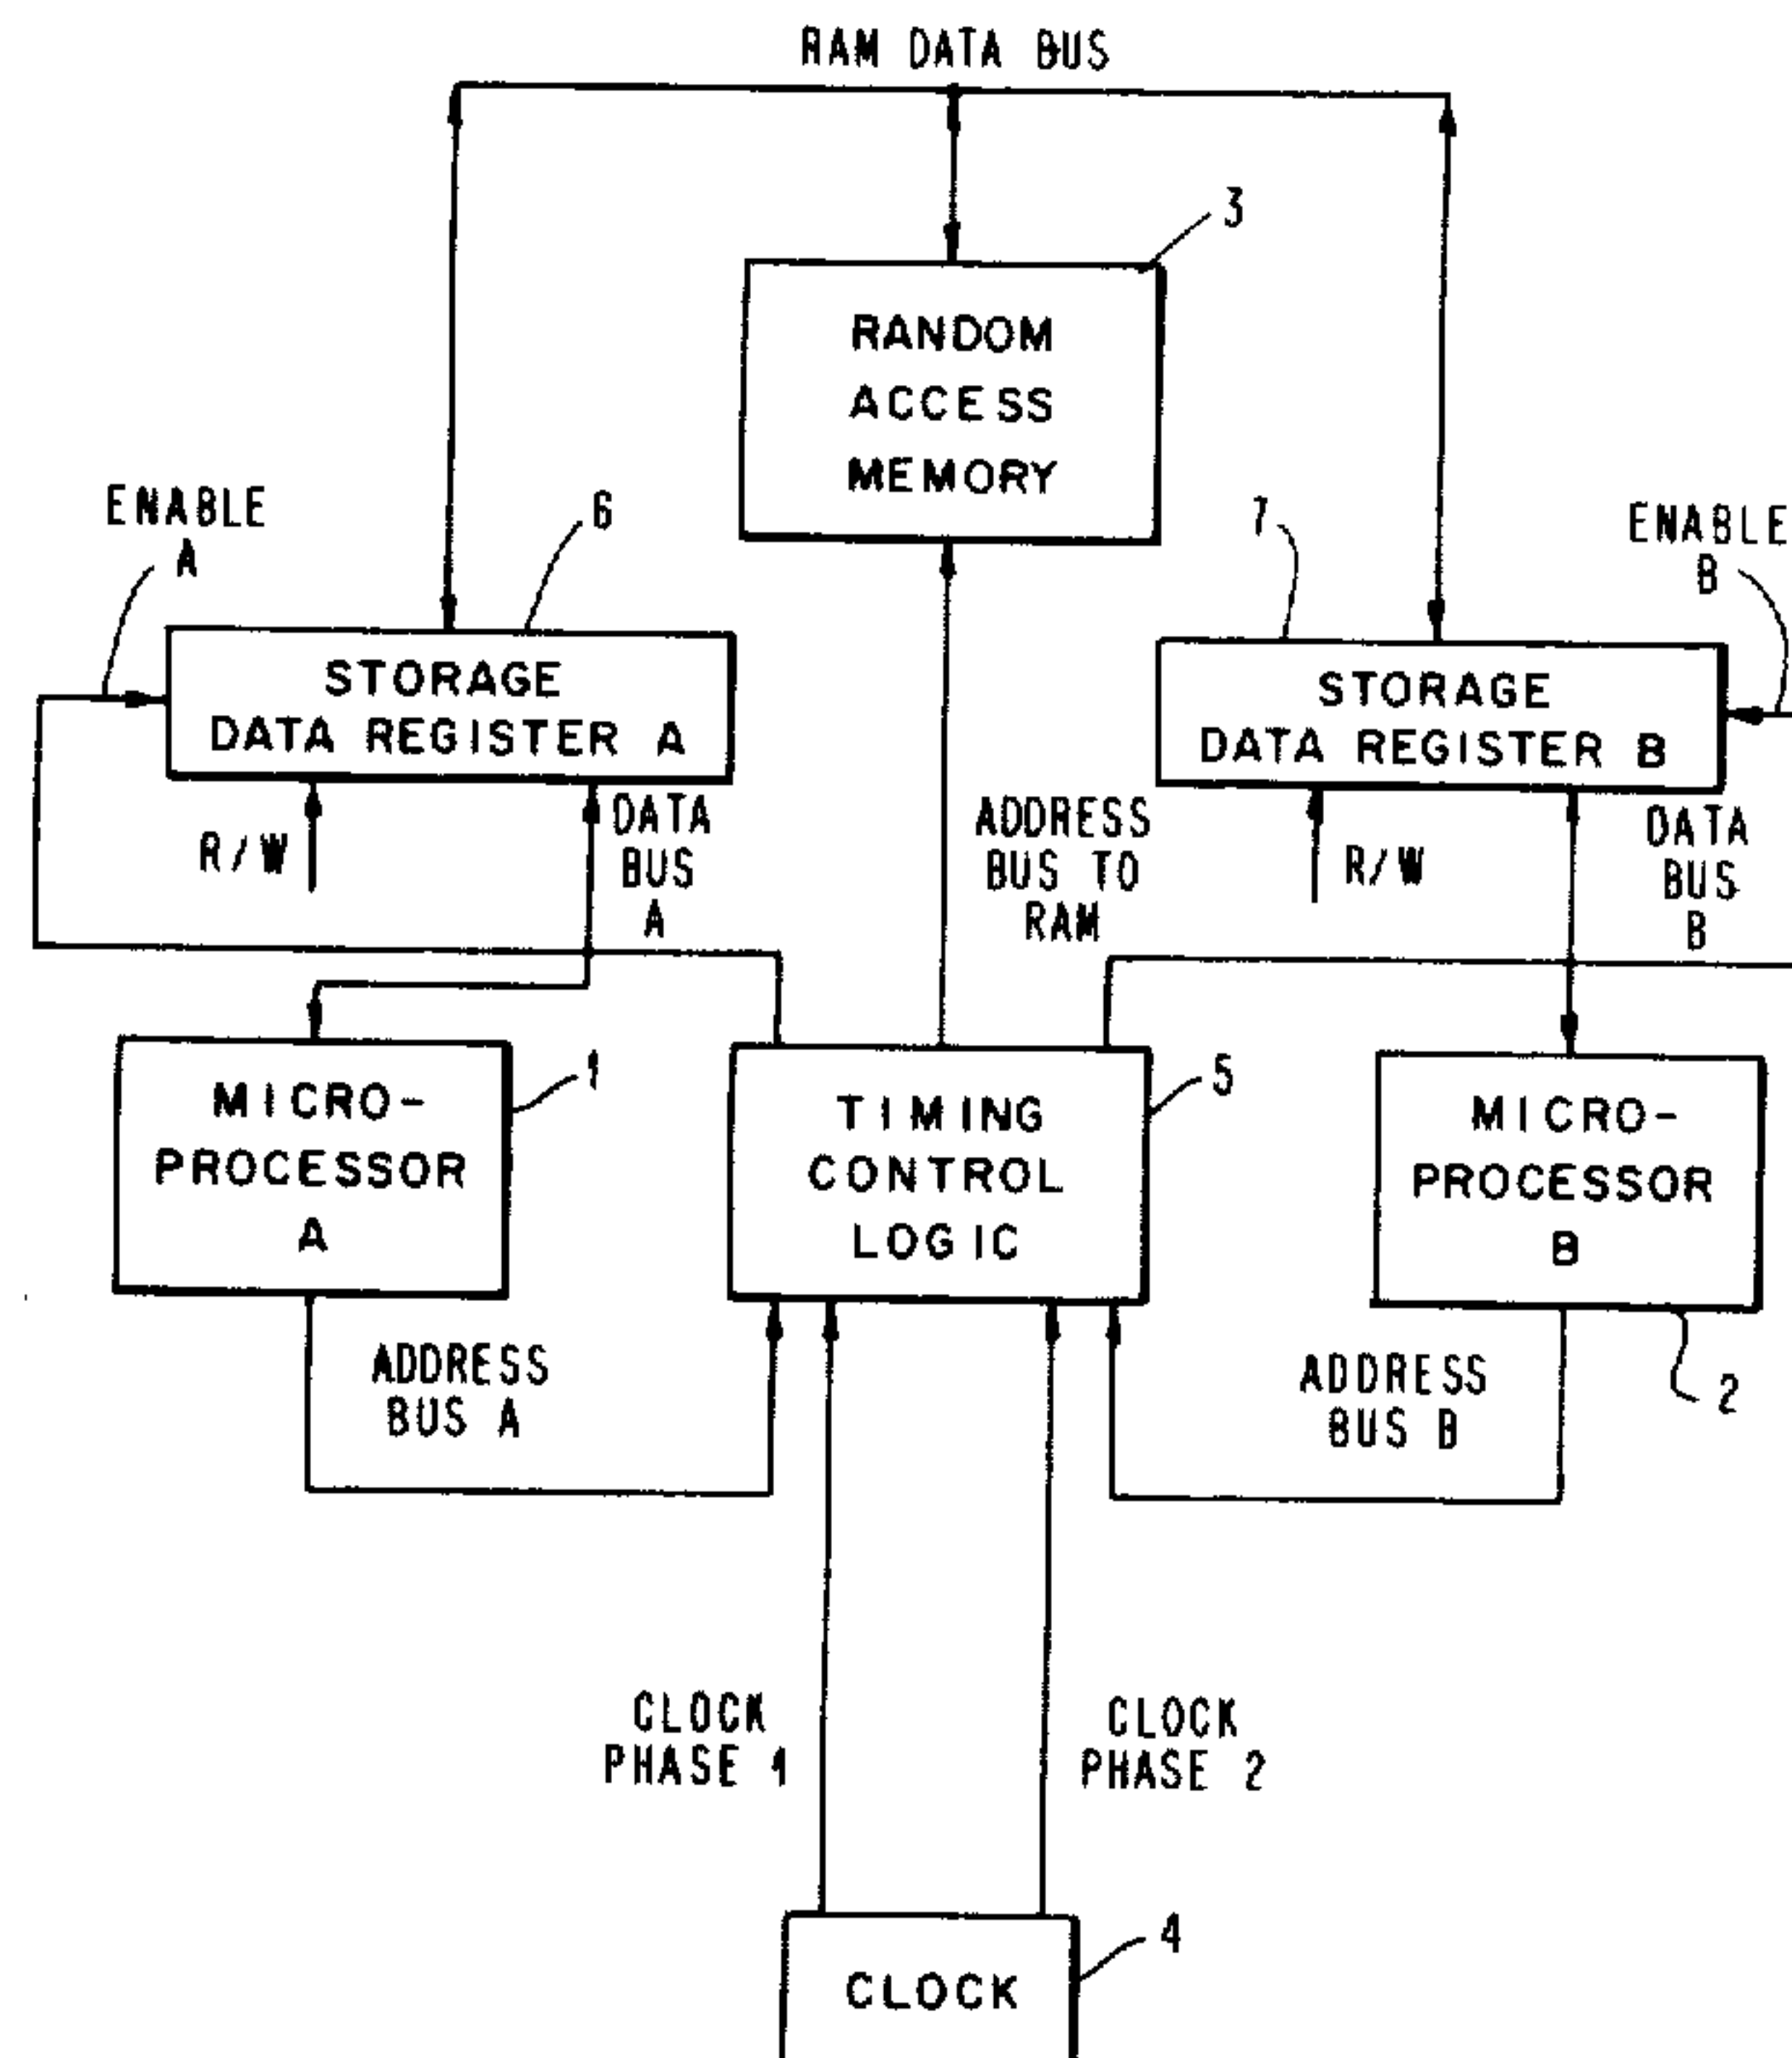 RAM DATA BUS
3
RANDOM
ACCESS
MEMORY
ENABLE
A
6
7
ENABLE
B
STORAGE
DATA REGISTER A
STORAGE
DATA REGISTER B
R/W
DATA
BUS
A
ADDRESS
BUS TO
RAM
R/W
DATA
BUS
B
MICRO-
PROCESSOR
A
1
TIMING
CONTROL
LOGIC
5
MICRO-
PROCESSOR
B
2
ADDRESS
BUS A
ADDRESS
BUS B
CLOCK
PHASE 1
CLOCK
PHASE 2
4
CLOCK